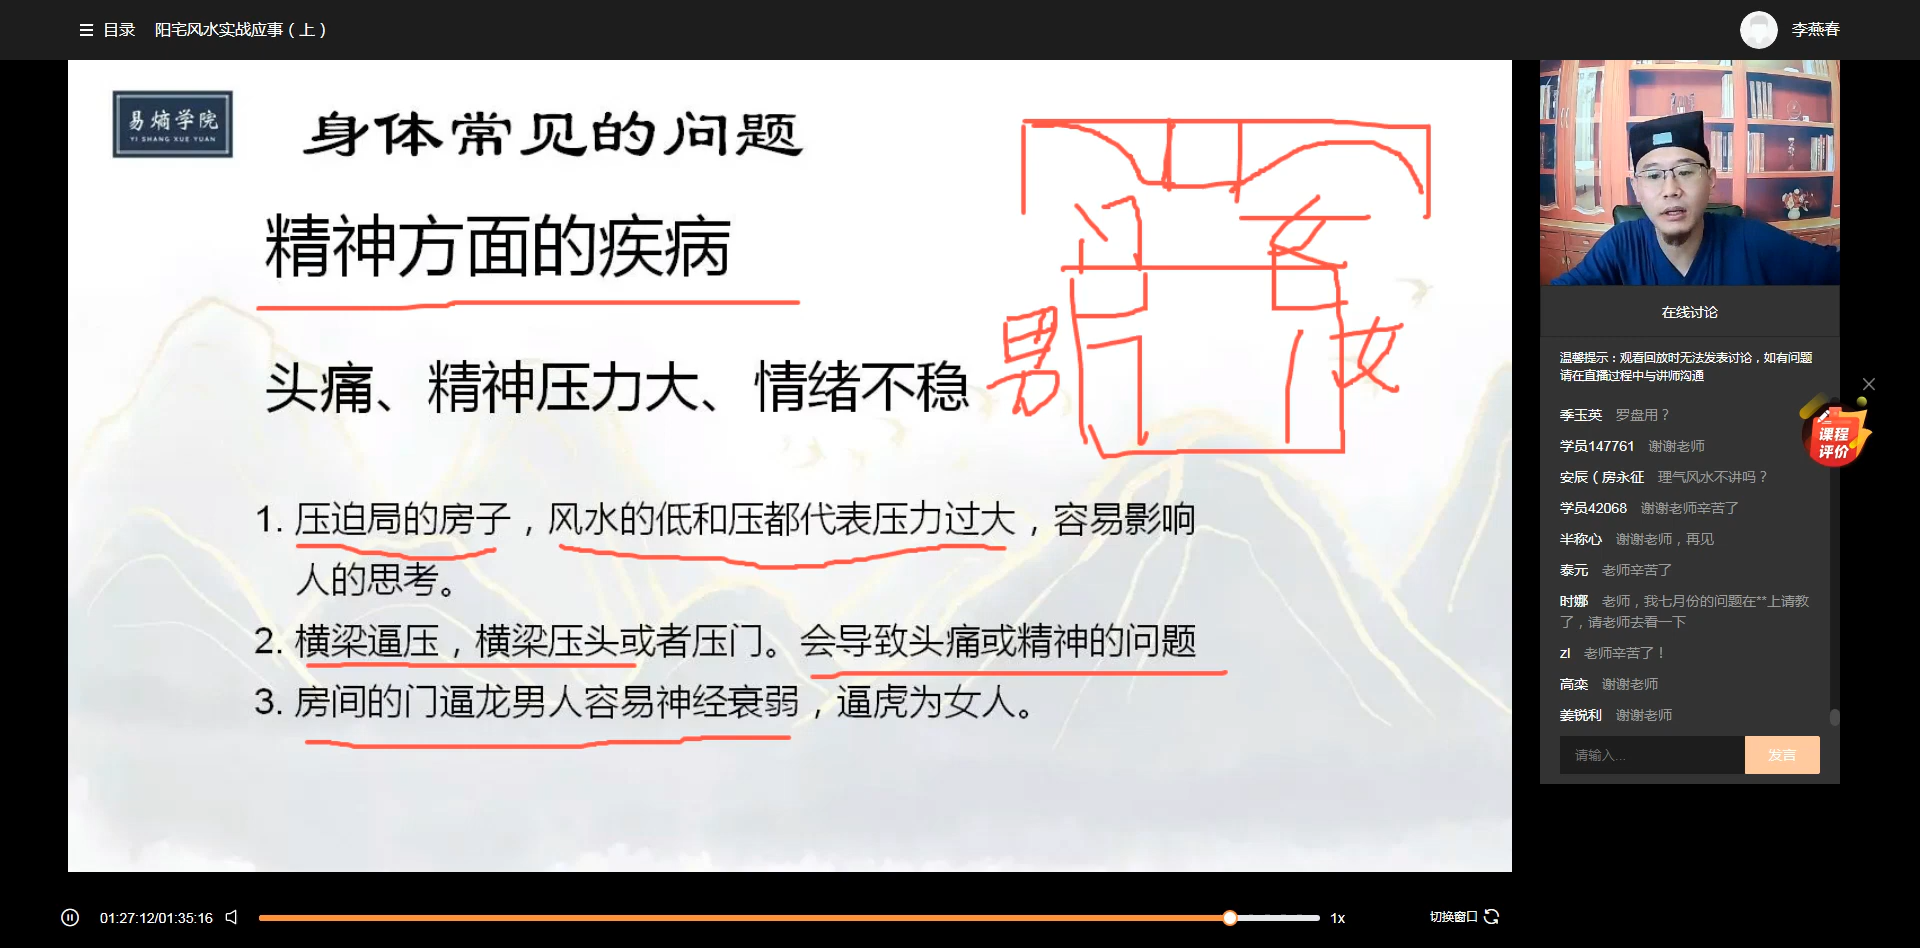 目录 阳宅风水实战应事（上）
李燕春
易熵学院
YI SHANG XUE YUAN
身体常见的问题
精神方面的疾病
头痛、精神压力大、情绪不稳
1. 压迫局的房子，风水的低和压都代表压力过大，容易影响
人的思考。
2. 横梁逼压，横梁压头或者压门。会导致头痛或精神的问题
3. 房间的门逼龙男人容易神经衰弱，逼虎为女人。
门
女
男
女
在线讨论
温馨提示：观看回放时无法发表讨论，如有问题
请在直播过程中与讲师沟通
季玉英 罗盘用？
学员147761 谢谢老师
安辰（房永征 理气风水不讲吗？
学员42068 谢谢老师辛苦了
半称心 谢谢老师，再见
泰元 老师辛苦了
时娜 老师，我七月份的问题在**上请教
了，请老师去看一下
zl 老师辛苦了！
高栾 谢谢老师
姜锐利 谢谢老师
课程
评价
请输入... 发言
01:27:12/01:35:16
1x
切换窗口